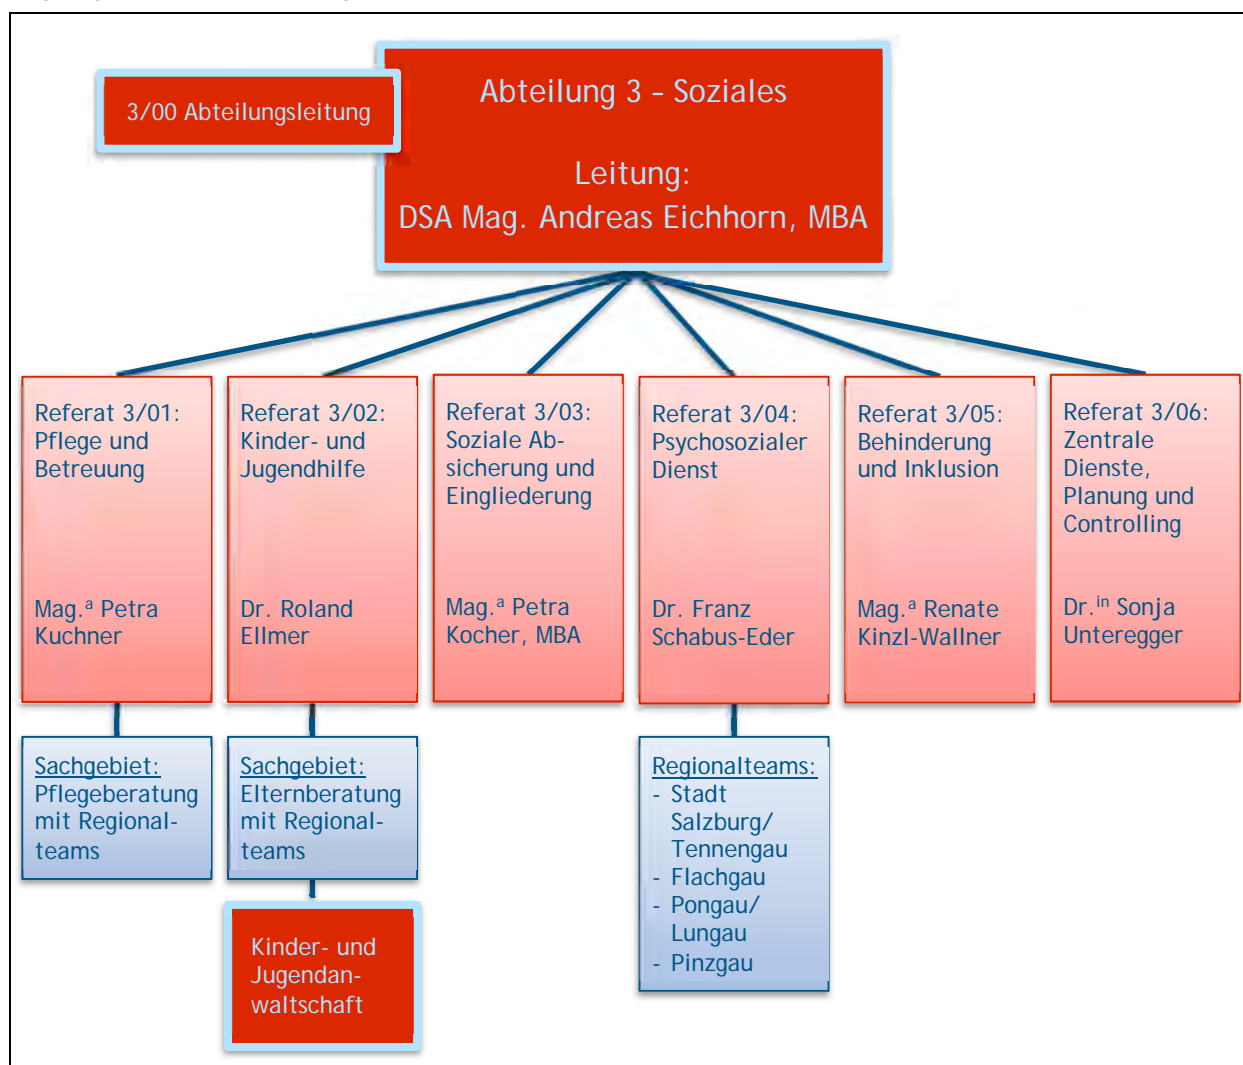 3/00 Abteilungsleitung
Abteilung 3 – Soziales
Leitung:
DSA Mag. Andreas Eichhorn, MBA
Referat 3/01:
Pflege und
Betreuung
Mag.ª Petra
Kuchner
Referat 3/02:
Kinder- und
Jugendhilfe
Dr. Roland
Ellmer
Referat 3/03:
Soziale Ab-
sicherung und
Eingliederung
Mag.ª Petra
Kocher, MBA
Referat 3/04:
Psychosozialer
Dienst
Dr. Franz
Schabus-Eder
Referat 3/05:
Behinderung
und Inklusion
Mag.ª Renate
Kinzl-Wallner
Referat 3/06:
Zentrale
Dienste,
Planung und
Controlling
Dr.ⁱⁿ Sonja
Unteregger
Sachgebiet:
Pflegeberatung
mit Regional-
teams
Sachgebiet:
Elternberatung
mit Regional-
teams
Kinder- und
Jugendan-
waltschaft
Regionalteams:
- Stadt
Salzburg/
Tennengau
- Flachgau
- Pongau/
Lungau
- Pinzgau